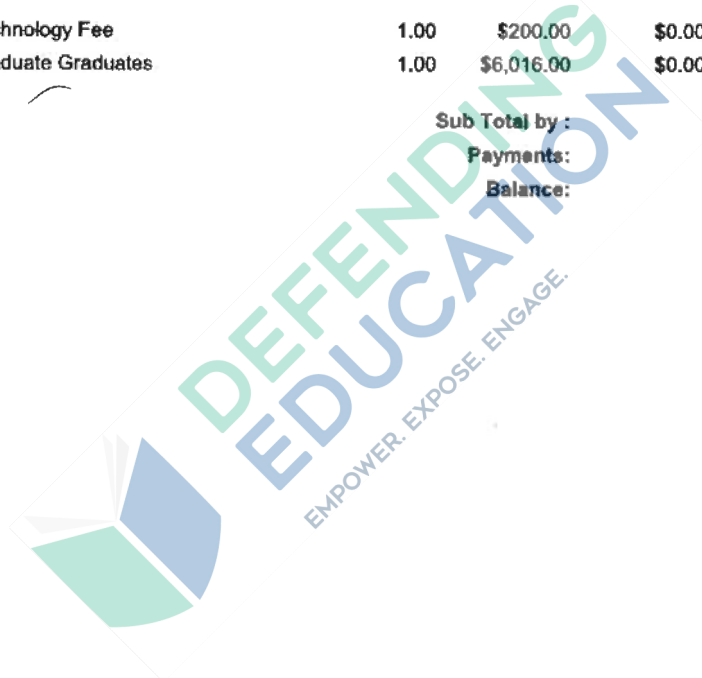 chnology Fee 1.00 $200.00 $0.00
duate Graduates 1.00 $6,016.00 $0.00
Sub Total by :
Payments:
Balance:
DEFENDING
EDUCATION
EMPOWER. EXPOSE. ENGAGE.